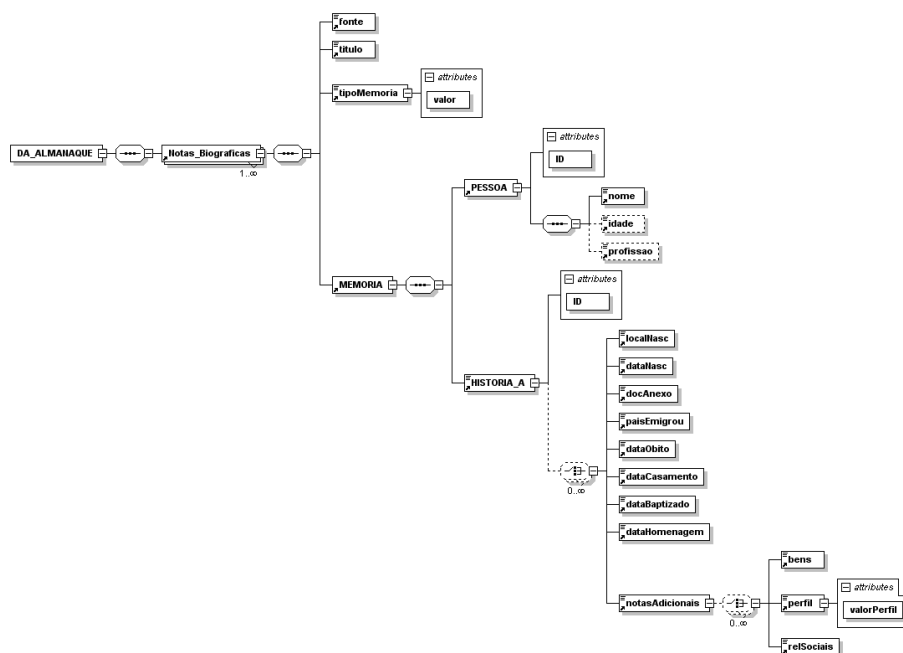 fonte
titulo
attributes
tipoMemoria
valor
DA_ALMANAQUE
Notas_Biograficas
1..∞
attributes
ID
PESSOA
nome
idade
profissao
MEMORIA
attributes
ID
localNasc
dataNasc
HISTORIA_A
docAnexo
paisEmigrou
dataObito
0..∞
dataCasamento
dataBaptizado
dataHomenagem
bens
attributes
notasAdicionais
0..∞
perfil
valorPerfil
relSociais